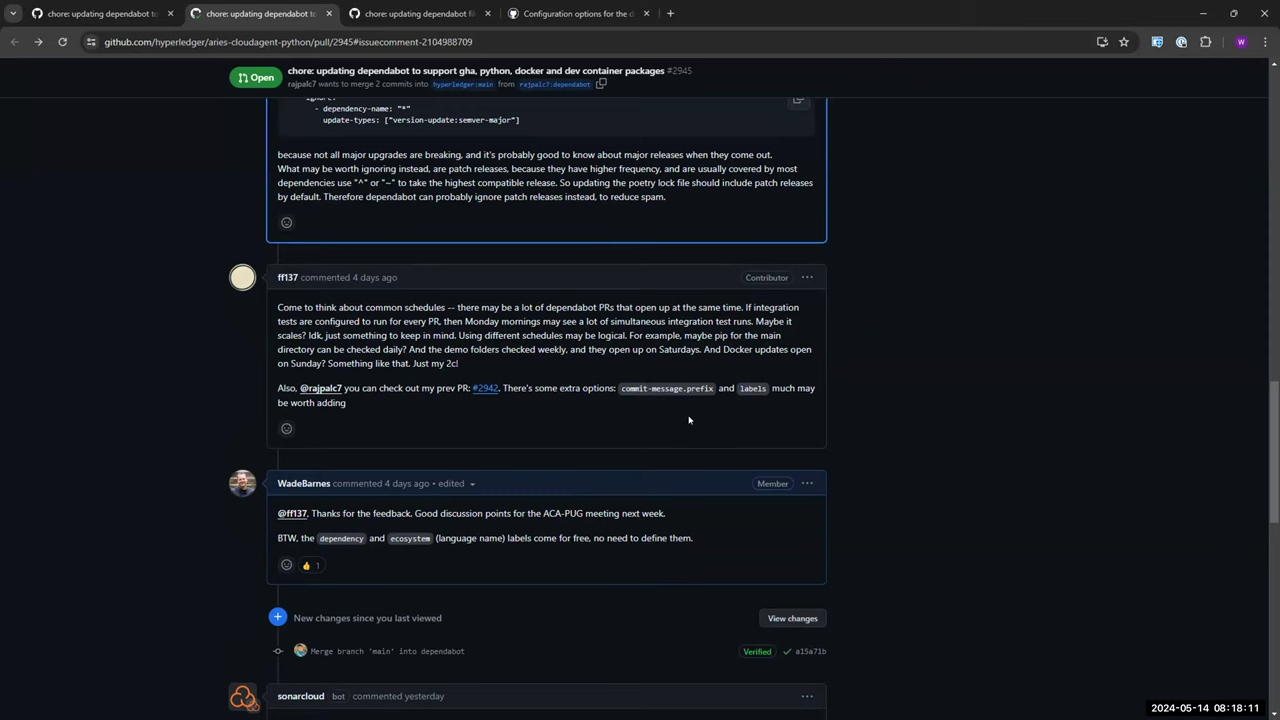 chore: updating dependabot to
chore: updating dependabot to
chore: updating dependabot fi
Configuration options for the d
github.com/hyperledger/aries-cloudagent-python/pull/2945#issuecomment-2104988709
W
Open
chore: updating dependabot to support gha, python, docker and dev container packages #2945
rajpalc7 wants to merge 2 commits into hyperledger:main from rajpalc7:dependabot
ignore:
- dependency-name: "*"
update-types: ["version-update:semver-major"]
because not all major upgrades are breaking, and it's probably good to know about major releases when they come out.
What may be worth ignoring instead, are patch releases, because they have higher frequency, and are usually covered by most
dependencies use "^" or "~" to take the highest compatible release. So updating the poetry lock file should include patch releases
by default. Therefore dependabot can probably ignore patch releases instead, to reduce spam.
ff137 commented 4 days ago
Contributor
Come to think about common schedules -- there may be a lot of dependabot PRs that open up at the same time. If integration
tests are configured to run for every PR, then Monday mornings may see a lot of simultaneous integration test runs. Maybe it
scales? Idk, just something to keep in mind. Using different schedules may be logical. For example, maybe pip for the main
directory can be checked daily? And the demo folders checked weekly, and they open up on Saturdays. And Docker updates open
on Sunday? Something like that. Just my 2c!
Also, @rajpalc7 you can check out my prev PR: #2942. There's some extra options: commit-message.prefix and labels much may
be worth adding
WadeBarnes commented 4 days ago • edited
Member
@ff137, Thanks for the feedback. Good discussion points for the ACA-PUG meeting next week.
BTW, the dependency and ecosystem (language name) labels come for free, no need to define them.
1
New changes since you last viewed
View changes
Merge branch 'main' into dependabot
Verified
a15a71b
sonarcloud bot commented yesterday
2024-05-14 08:18:11